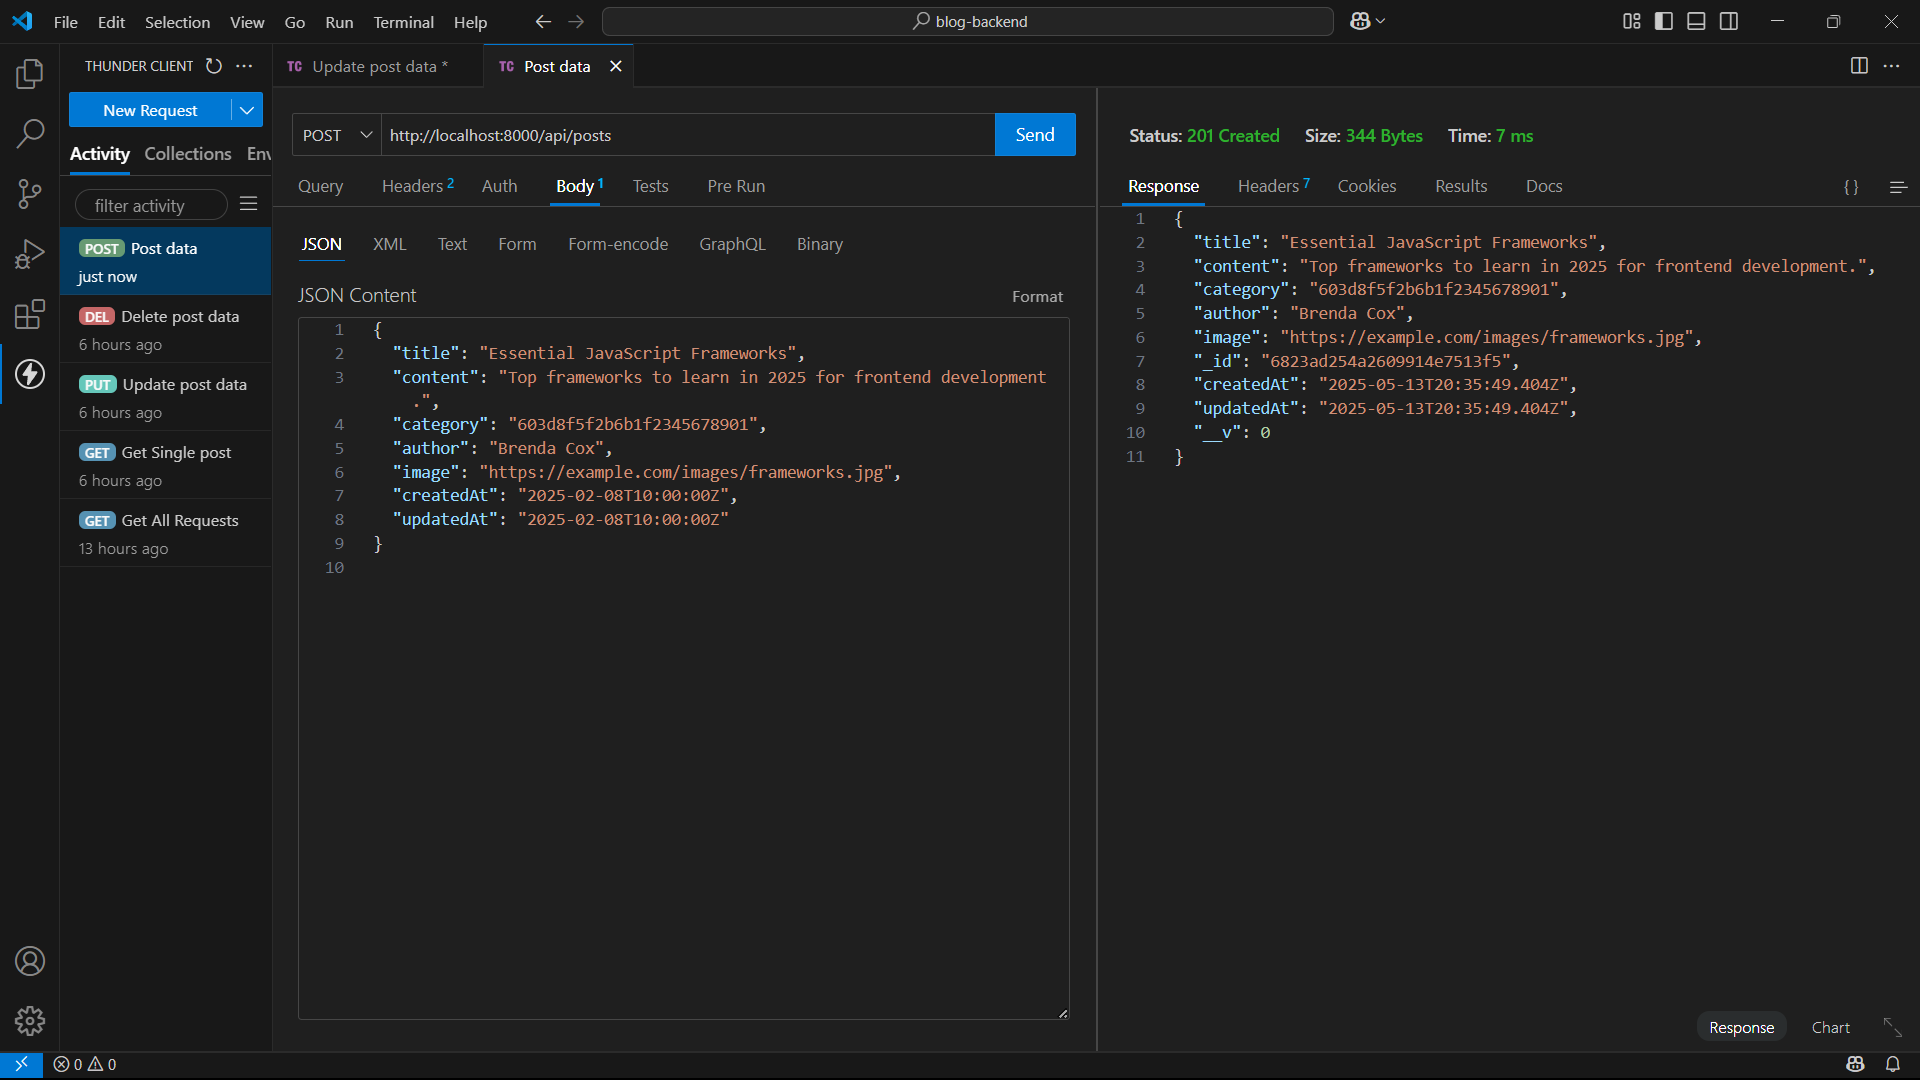 File Edit Selection View Go Run Terminal Help
blog-backend
THUNDER CLIENT
New Request
Activity Collections Env
filter activity
POST Post data
just now
DEL Delete post data
6 hours ago
PUT Update post data
6 hours ago
GET Get Single post
6 hours ago
GET Get All Requests
13 hours ago
TC Update post data *
TC Post data
POST http://localhost:8000/api/posts Send
Query Headers 2 Auth Body 1 Tests Pre Run
JSON XML Text Form Form-encode GraphQL Binary
JSON Content Format
1 {
2 "title": "Essential JavaScript Frameworks",
3 "content": "Top frameworks to learn in 2025 for frontend development
.",
4 "category": "603d8f5f2b6b1f2345678901",
5 "author": "Brenda Cox",
6 "image": "https://example.com/images/frameworks.jpg",
7 "createdAt": "2025-02-08T10:00:00Z",
8 "updatedAt": "2025-02-08T10:00:00Z"
9 }
10
Status: 201 Created Size: 344 Bytes Time: 7 ms
Response Headers 7 Cookies Results Docs { }
1 {
2 "title": "Essential JavaScript Frameworks",
3 "content": "Top frameworks to learn in 2025 for frontend development.",
4 "category": "603d8f5f2b6b1f2345678901",
5 "author": "Brenda Cox",
6 "image": "https://example.com/images/frameworks.jpg",
7 "_id": "6823ad254a2609914e7513f5",
8 "createdAt": "2025-05-13T20:35:49.404Z",
9 "updatedAt": "2025-05-13T20:35:49.404Z",
10 "__v": 0
11 }
Response Chart
0 0